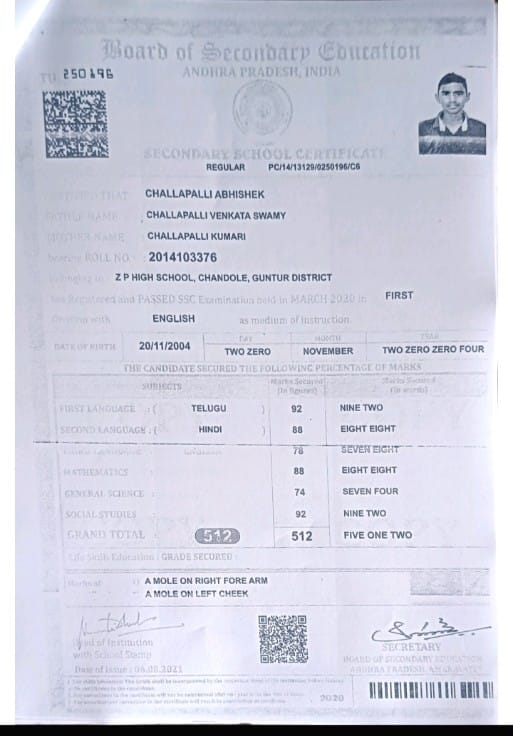 Board of Secondary Education
ANDHRA PRADESH, INDIA
TU 250196
SECONDARY SCHOOL CERTIFICATE
REGULAR PC/14/13129/0250196/C6
CERTIFIED THAT CHALLAPALLI ABHISHEK
FATHER NAME : CHALLAPALLI VENKATA SWAMY
MOTHER NAME : CHALLAPALLI KUMARI
bearing ROLL NO. : 2014103376
belonging to Z P HIGH SCHOOL, CHANDOLE, GUNTUR DISTRICT
has Registered and PASSED SSC Examination held in MARCH 2020 in FIRST
Division with ENGLISH as medium of instruction.
DATE OF BIRTH 20/11/2004 DAY TWO ZERO MONTH NOVEMBER YEAR TWO ZERO ZERO FOUR
THE CANDIDATE SECURED THE FOLLOWING PERCENTAGE OF MARKS
SUBJECTS Marks Secured (in figures) Marks Secured (in words)
FIRST LANGUAGE : ( TELUGU ) 92 NINE TWO
SECOND LANGUAGE : ( HINDI ) 88 EIGHT EIGHT
78 SEVEN EIGHT
MATHEMATICS : 88 EIGHT EIGHT
GENERAL SCIENCE : 74 SEVEN FOUR
SOCIAL STUDIES : 92 NINE TWO
GRAND TOTAL : 512 512 FIVE ONE TWO
Life Skills Education : GRADE SECURED :
Marks of i) A MOLE ON RIGHT FORE ARM
A MOLE ON LEFT CHEEK
Head of Institution
with School Stamp
Date of Issue : 06.08.2021
SECRETARY
BOARD OF SECONDARY EDUCATION
ANDHRA PRADESH, AMARAVATI
2020